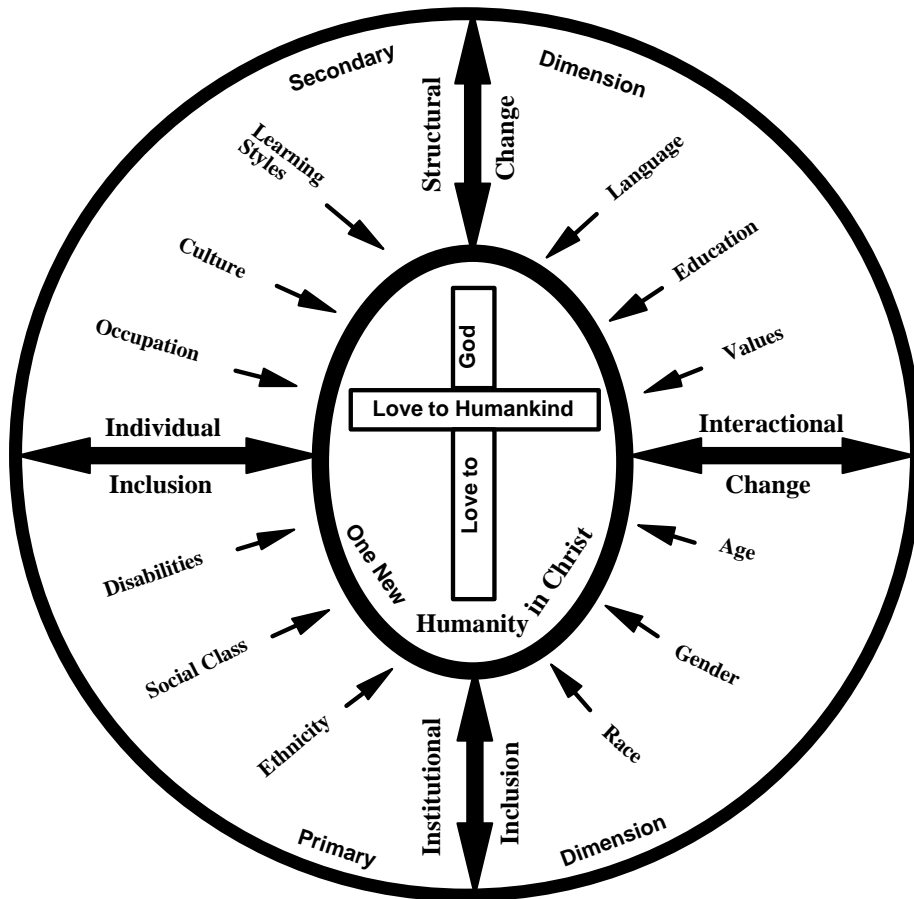 Secondary
Dimension
Structural
Change
Learning
Styles
Language
Culture
Education
Occupation
Values
God
Love to Humankind
Love to
Individual
Inclusion
Interactional
Change
One New
Humanity
in Christ
Disabilities
Age
Social Class
Gender
Ethnicity
Race
Institutional
Inclusion
Primary
Dimension